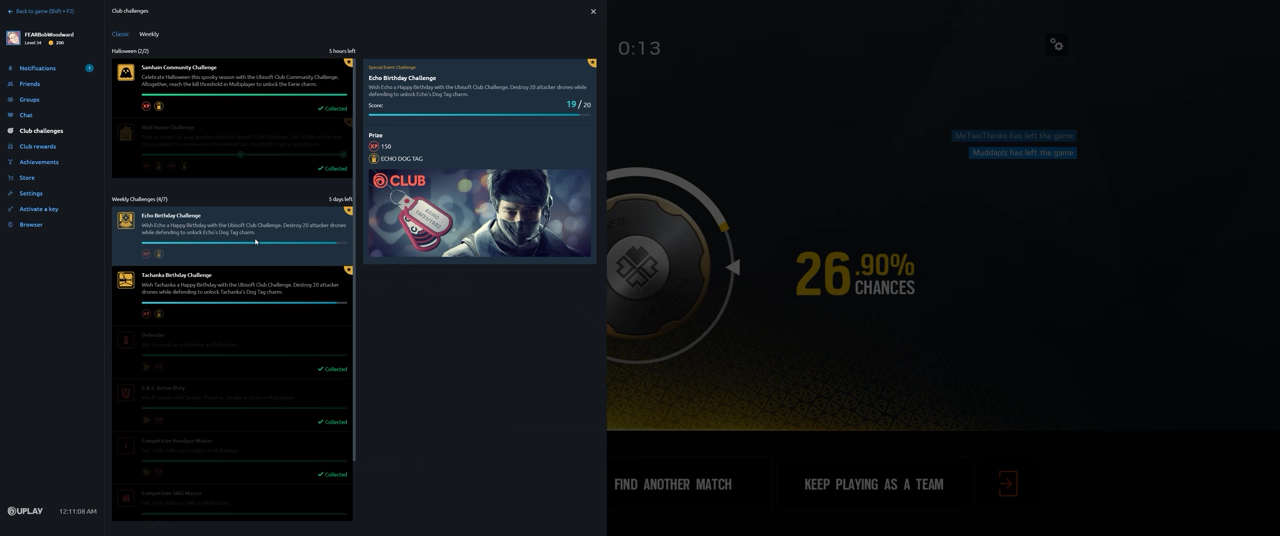 Back to game (Shift + F2)
FEARBobWoodward
Level 34
200
Notifications
1
Friends
Groups
Chat
Club challenges
Club rewards
Achievements
Store
Settings
Activate a key
Browser
UPLAY
12:11:08 AM
Club challenges
Classic Weekly
Halloween (2/2) 5 hours left
Samhain Community Challenge
Celebrate Halloween this spooky season with the Ubisoft Club Community Challenge.
Altogether, reach the kill threshold in Multiplayer to unlock the Eerie charm.
XP
Collected
Mad House Challenge
Collected
Weekly Challenges (4/7) 5 days left
Echo Birthday Challenge
Wish Echo a Happy Birthday with the Ubisoft Club Challenge. Destroy 20 attacker drones
while defending to unlock Echo's Dog Tag charm.
XP
Tachanka Birthday Challenge
Wish Tachanka a Happy Birthday with the Ubisoft Club Challenge. Destroy 20 attacker
drones while defending to unlock Tachanka's Dog Tag charm.
XP
Defender
Collected
S.A.S. Active Duty
Collected
Competitive Handgun Master
Collected
Competitive SMG Master
Special Event Challenge
Echo Birthday Challenge
Wish Echo a Happy Birthday with the Ubisoft Club Challenge. Destroy 20 attacker drones
while defending to unlock Echo's Dog Tag charm.
Score: 19 / 20
Prize
XP 150
ECHO DOG TAG
CLUB
ECHO
0:13
MeTwoThenks has left the game
Muddaplz has left the game
26.90%
CHANCES
FIND ANOTHER MATCH
KEEP PLAYING AS A TEAM